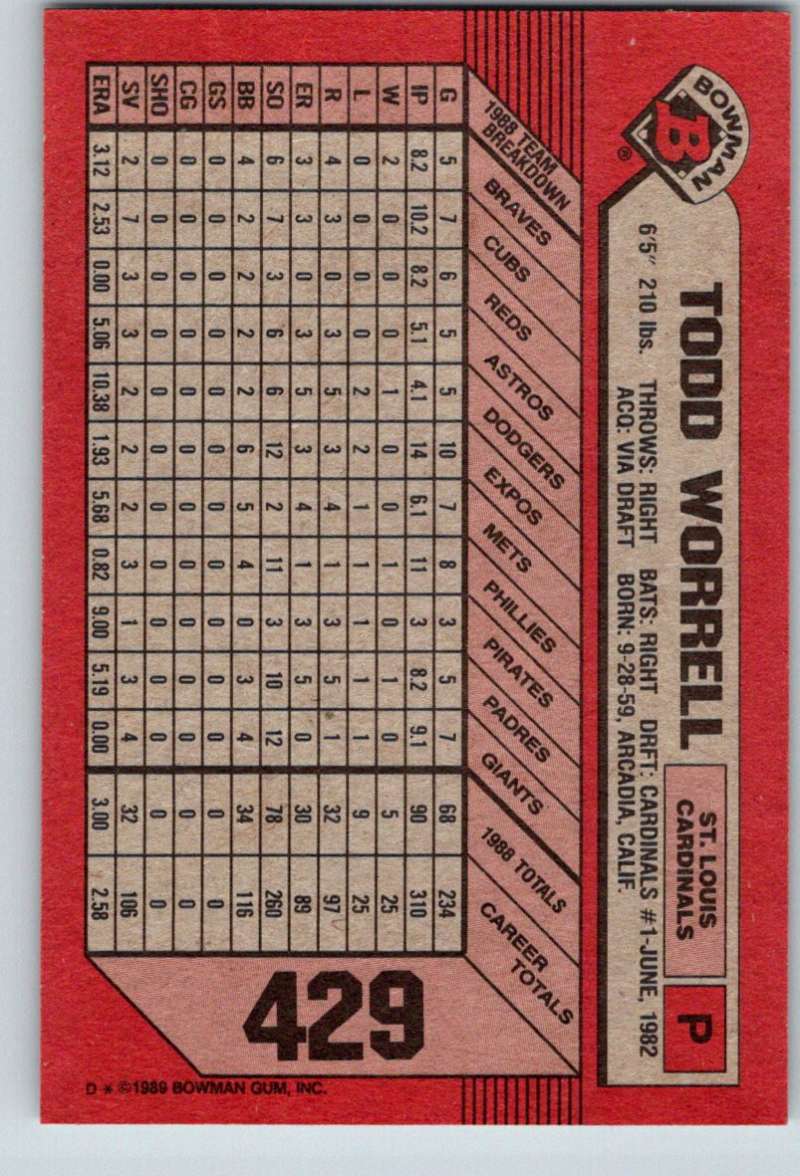 BOWMAN
B
®
TODD WORRELL
ST. LOUIS
CARDINALS
P
6'5" 210 lbs. THROWS: RIGHT BATS: RIGHT DRFT: CARDINALS #1-JUNE, 1982
ACQ: VIA DRAFT BORN: 9-28-59, ARCADIA, CALIF.
1988 TEAM
BREAKDOWN
BRAVES
CUBS
REDS
ASTROS
DODGERS
EXPOS
METS
PHILLIES
PIRATES
PADRES
GIANTS
1988 TOTALS
CAREER
TOTALS
G 5 7 6 5 5 10 7 8 3 5 7 68 234
IP 8.2 10.2 8.2 5.1 4.1 14 6.1 11 3 8.2 9.1 90 310
W 2 0 0 0 1 0 0 1 0 1 0 5 25
L 0 0 0 0 2 2 1 1 1 1 1 9 25
R 4 3 0 3 5 3 4 1 3 5 1 32 97
ER 3 3 0 3 5 3 4 1 3 5 0 30 89
SO 6 7 3 6 6 12 2 11 3 10 12 78 260
BB 4 2 2 2 2 6 5 4 0 3 4 34 116
GS 0 0 0 0 0 0 0 0 0 0 0 0 0
CG 0 0 0 0 0 0 0 0 0 0 0 0 0
SHO 0 0 0 0 0 0 0 0 0 0 0 0 0
SV 2 7 3 3 2 2 2 3 1 3 4 32 106
ERA 3.12 2.53 0.00 5.06 10.38 1.93 5.68 0.82 9.00 5.19 0.00 3.00 2.58
429
D * ©1989 BOWMAN GUM, INC.